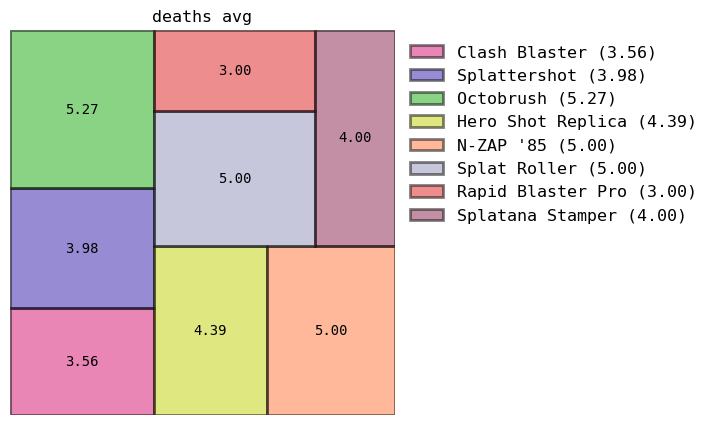 deaths avg
5.27
3.00
4.00
5.00
3.98
4.39
5.00
3.56
Clash Blaster (3.56)
Splattershot (3.98)
Octobrush (5.27)
Hero Shot Replica (4.39)
N-ZAP '85 (5.00)
Splat Roller (5.00)
Rapid Blaster Pro (3.00)
Splatana Stamper (4.00)